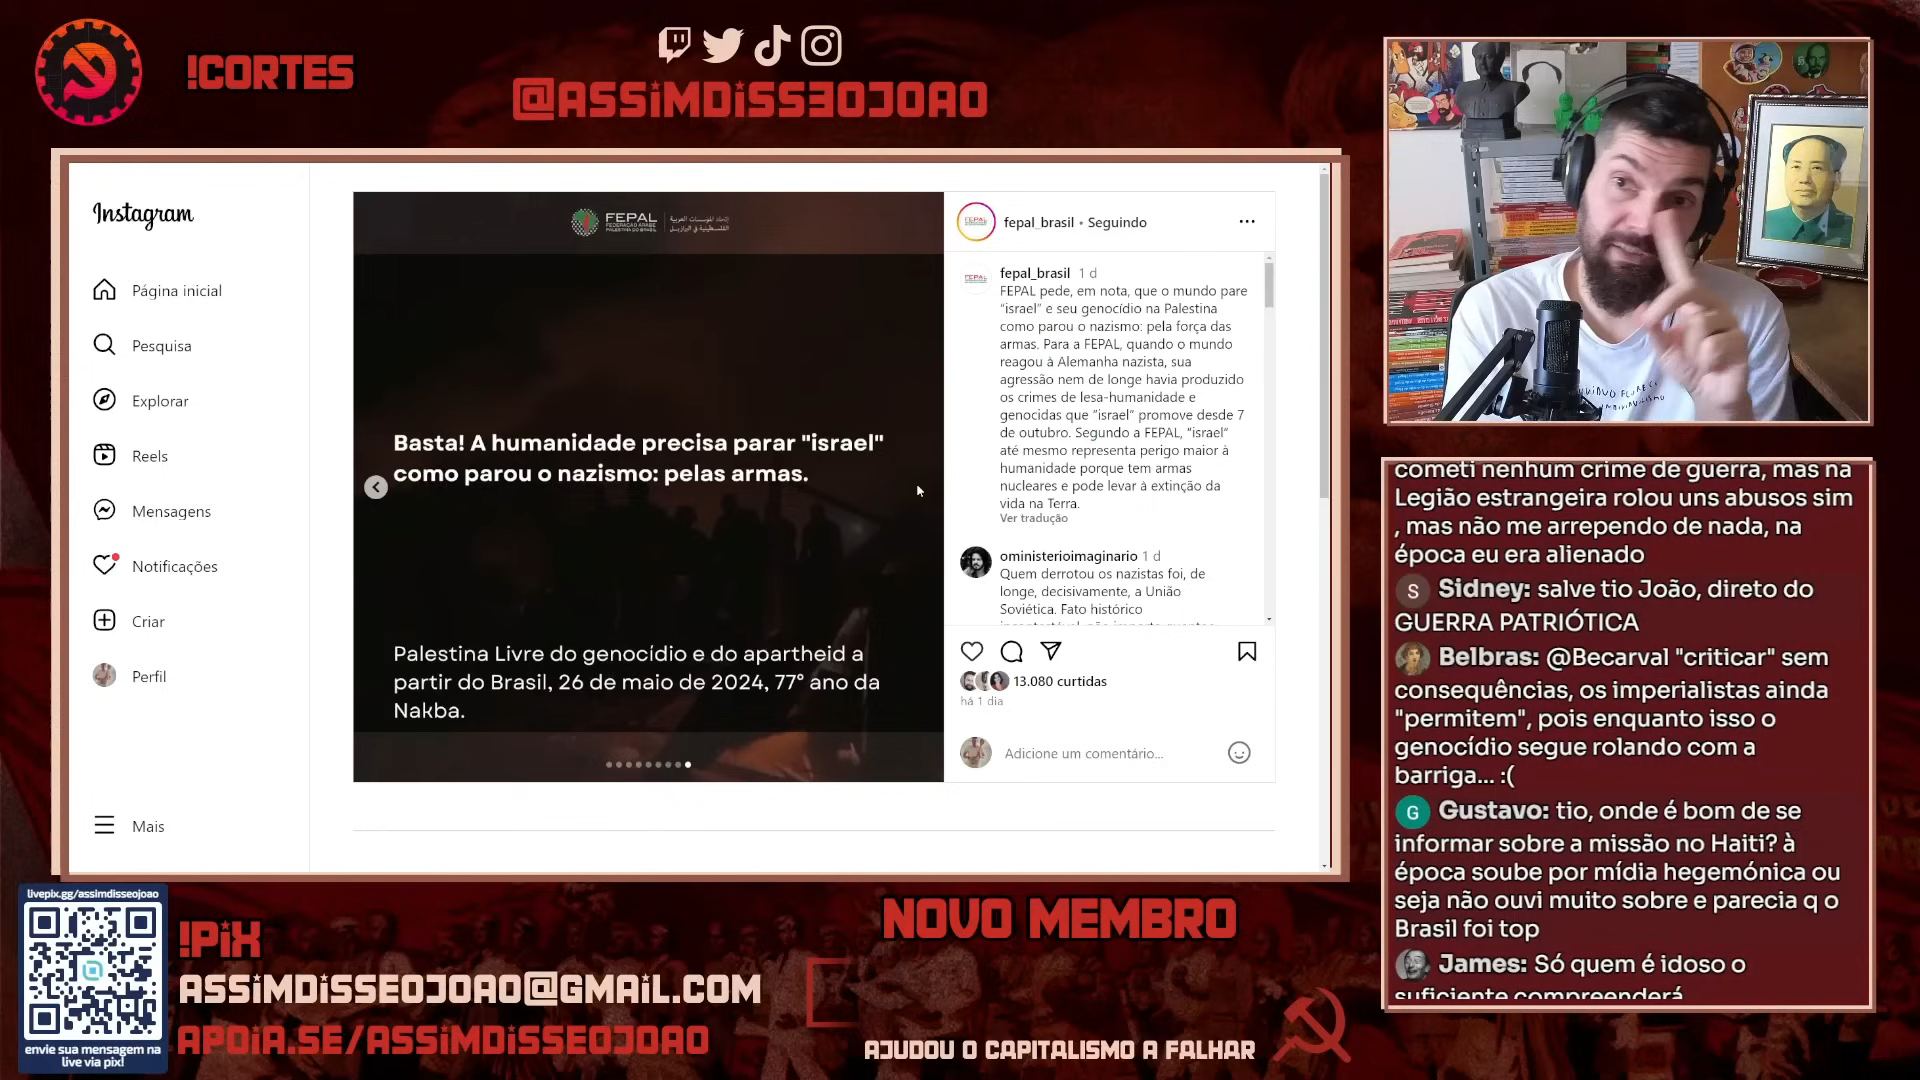 !CORTES
@ASSIMDISSEOJOAO
Instagram
Página inicial
Pesquisa
Explorar
Reels
Mensagens
Notificações
Criar
Perfil
Mais
FEPAL
FEDERAÇÃO ÁRABE
PALESTINA DO BRASIL
Basta! A humanidade precisa parar "israel"
como parou o nazismo: pelas armas.
Palestina Livre do genocídio e do apartheid a
partir do Brasil, 26 de maio de 2024, 77° ano da
Nakba.
fepal_brasil • Seguindo
fepal_brasil 1 d
FEPAL pede, em nota, que o mundo pare
“israel” e seu genocídio na Palestina
como parou o nazismo: pela força das
armas. Para a FEPAL, quando o mundo
reagou à Alemanha nazista, sua
agressão nem de longe havia produzido
os crimes de lesa-humanidade e
genocidas que “israel” promove desde 7
de outubro. Segundo a FEPAL, “israel”
até mesmo representa perigo maior à
humanidade porque tem armas
nucleares e pode levar à extinção da
vida na Terra.
Ver tradução
oministerioimaginario 1 d
Quem derrotou os nazistas foi, de
longe, decisivamente, a União
Soviética. Fato histórico
13.080 curtidas
há 1 dia
Adicione um comentário...
cometi nenhum crime de guerra, mas na
Legião estrangeira rolou uns abusos sim
, mas não me arrependo de nada, na
época eu era alienado
S Sidney: salve tio João, direto do
GUERRA PATRIÓTICA
Belbras: @Becarval "criticar" sem
consequências, os imperialistas ainda
"permitem", pois enquanto isso o
genocídio segue rolando com a
barriga... :(
G Gustavo: tio, onde é bom de se
informar sobre a missão no Haiti? à
época soube por mídia hegemónica ou
seja não ouvi muito sobre e parecia q o
Brasil foi top
James: Só quem é idoso o
suficiente compreenderá
livepix.gg/assimdisseojoao
envie sua mensagem na
live via pix!
!PIX
ASSIMDISSEOJOAO@GMAIL.COM
APOIA.SE/ASSIMDISSEOJOAO
NOVO MEMBRO
AJUDOU O CAPITALISMO A FALHAR